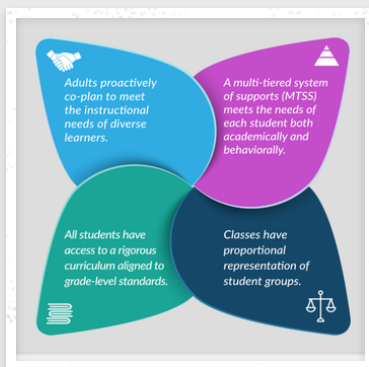 Adults proactively
co-plan to meet
the instructional
needs of diverse
learners.
A multi-tiered system
of supports (MTSS)
meets the needs of
each student both
academically and
behaviorally.
All students have
access to a rigorous
curriculum aligned to
grade-level standards.
Classes have
proportional
representation of
student groups.